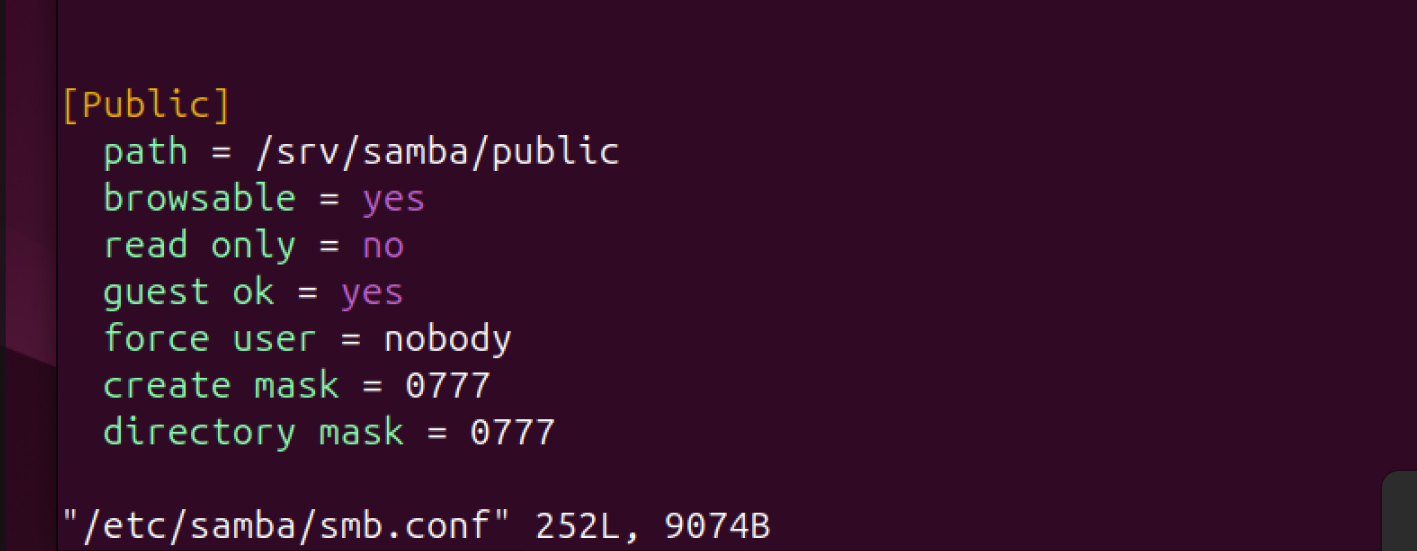 [Public]
path = /srv/samba/public
browsable = yes
read only = no
guest ok = yes
force user = nobody
create mask = 0777
directory mask = 0777
"/etc/samba/smb.conf" 252L, 9074B